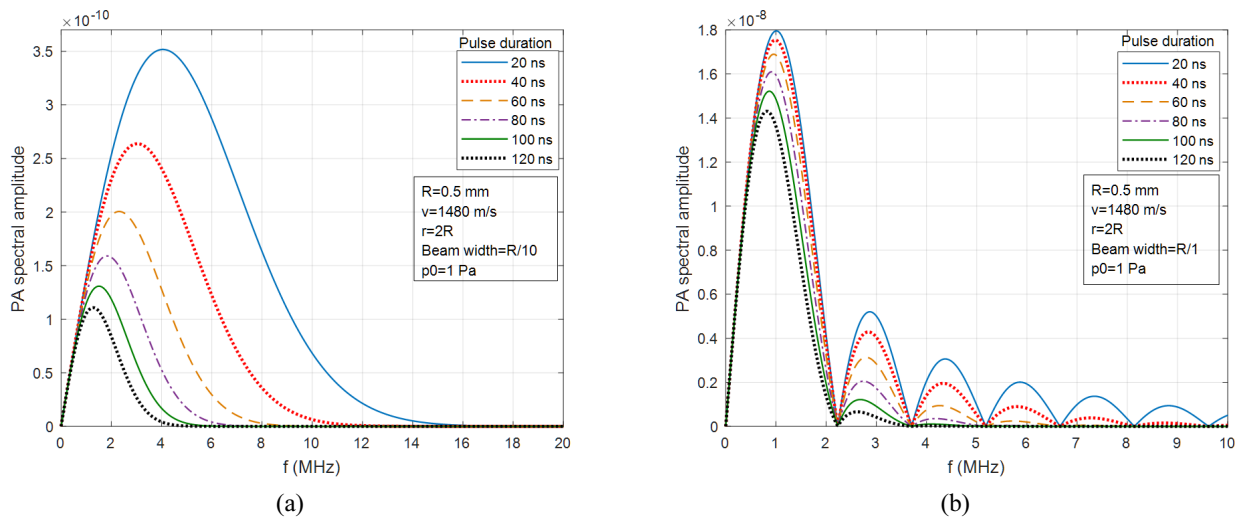 ×10⁻¹⁰
3.5
3
2.5
2
1.5
1
0.5
0
PA spectral amplitude
0 2 4 6 8 10 12 14 16 18 20
f (MHz)
Pulse duration
20 ns
40 ns
60 ns
80 ns
100 ns
120 ns
R=0.5 mm
v=1480 m/s
r=2R
Beam width=R/10
p0=1 Pa
(a)
×10⁻⁸
1.8
1.6
1.4
1.2
1
0.8
0.6
0.4
0.2
0
PA spectral amplitude
0 1 2 3 4 5 6 7 8 9 10
f (MHz)
Pulse duration
20 ns
40 ns
60 ns
80 ns
100 ns
120 ns
R=0.5 mm
v=1480 m/s
r=2R
Beam width=R/1
p0=1 Pa
(b)